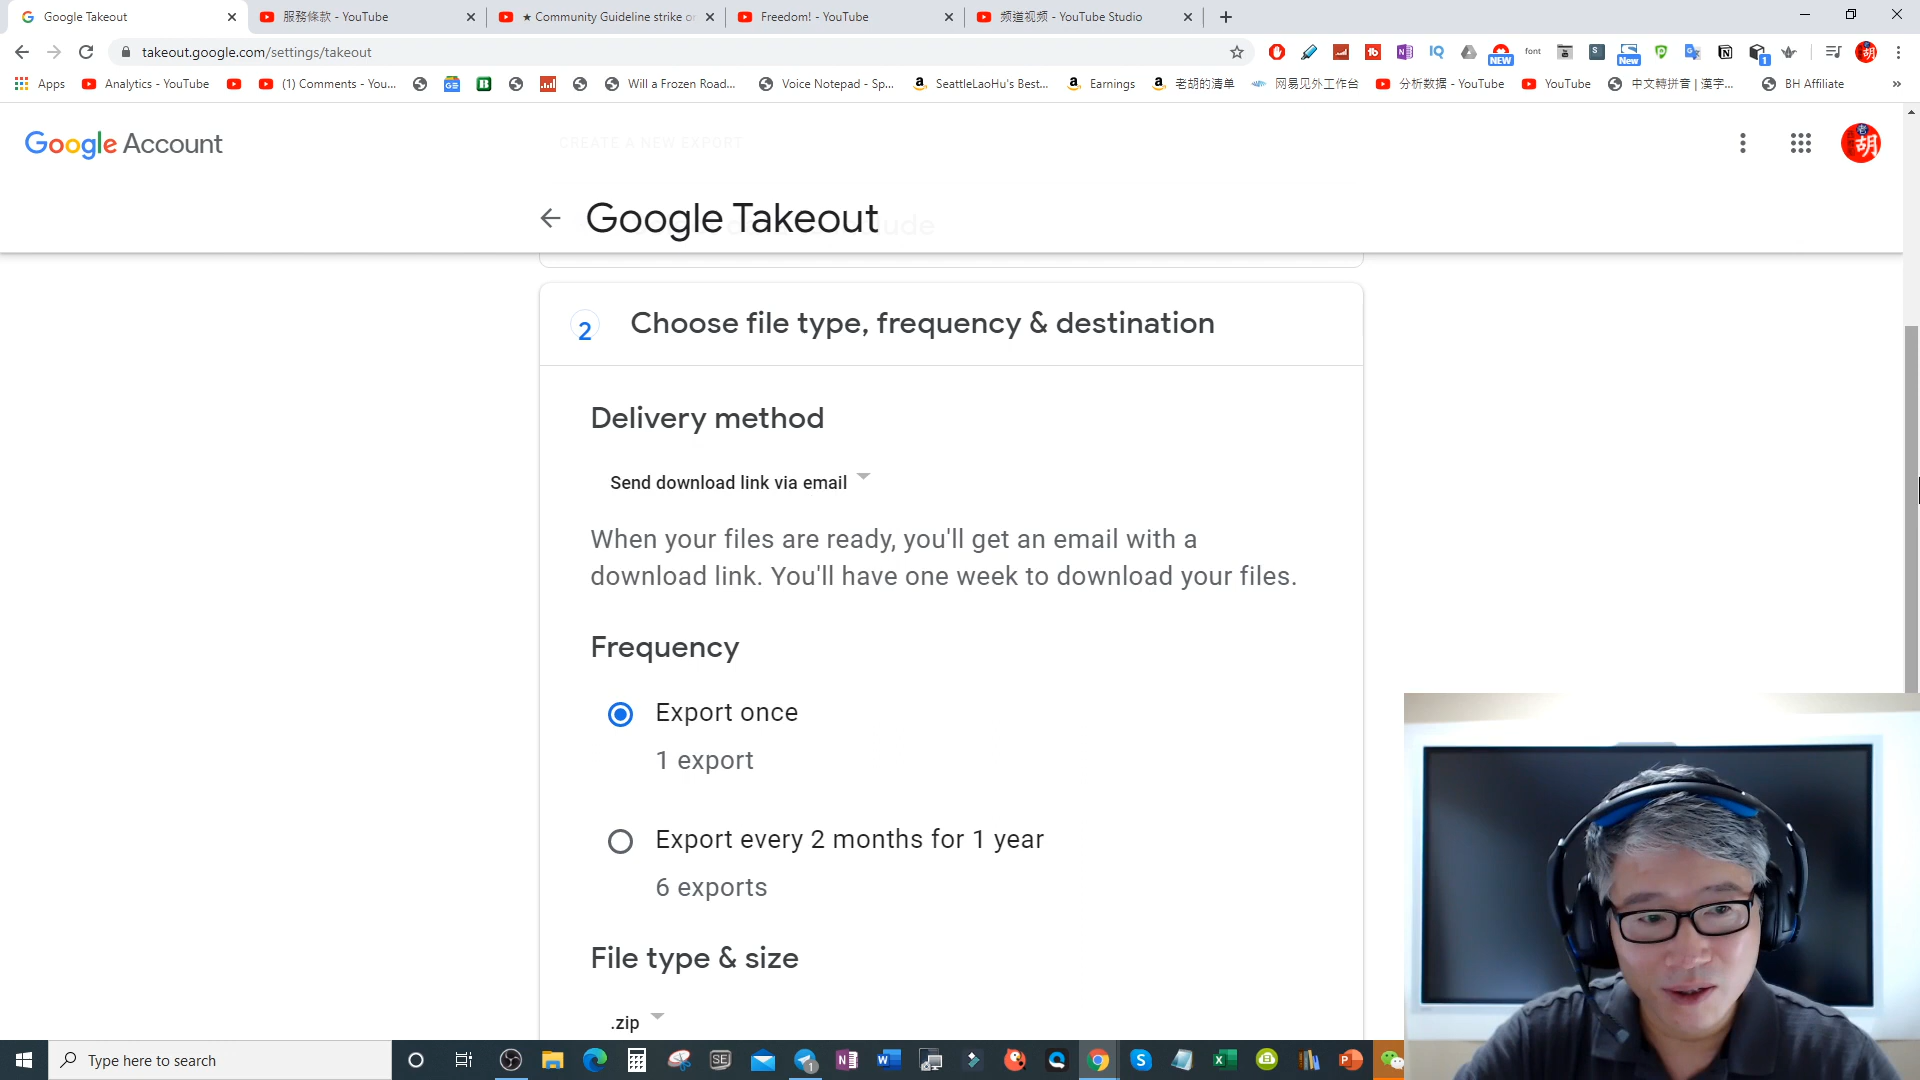 Google Takeout
服務條款 - YouTube
★ Community Guideline strike or
Freedom! - YouTube
频道视频 - YouTube Studio
takeout.google.com/settings/takeout
Apps
Analytics - YouTube
(1) Comments - You...
Will a Frozen Road...
Voice Notepad - Sp...
SeattleLaoHu's Best...
Earnings
老胡的清单
网易见外工作台
分析数据 - YouTube
YouTube
中文轉拼音 | 漢字...
BH Affiliate
»
Google Account
CREATE A NEW EXPORT
Google Takeout
2 Choose file type, frequency & destination
Delivery method
Send download link via email
When your files are ready, you'll get an email with a
download link. You'll have one week to download your files.
Frequency
Export once
1 export
Export every 2 months for 1 year
6 exports
File type & size
.zip
Type here to search